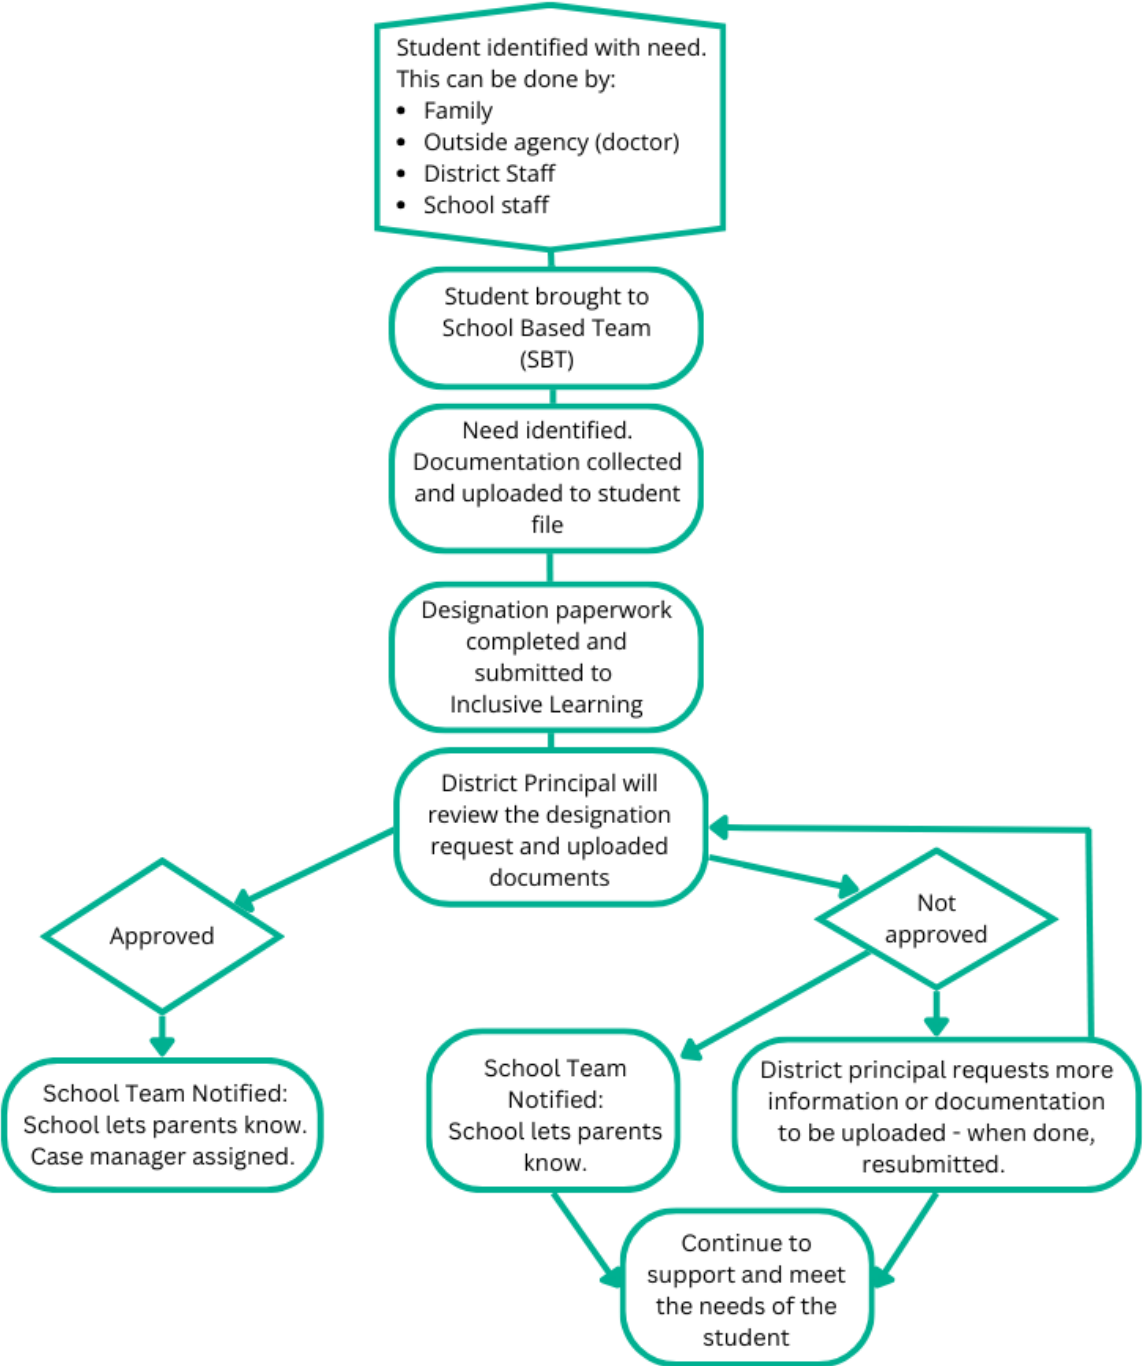 Student identified with need.
This can be done by:
• Family
• Outside agency (doctor)
• District Staff
• School staff
Student brought to
School Based Team
(SBT)
Need identified.
Documentation collected
and uploaded to student
file
Designation paperwork
completed and
submitted to
Inclusive Learning
District Principal will
review the designation
request and uploaded
documents
Approved
Not
approved
School Team Notified:
School lets parents know.
Case manager assigned.
School Team
Notified:
School lets parents
know.
District principal requests more
information or documentation
to be uploaded - when done,
resubmitted.
Continue to
support and meet
the needs of the
student